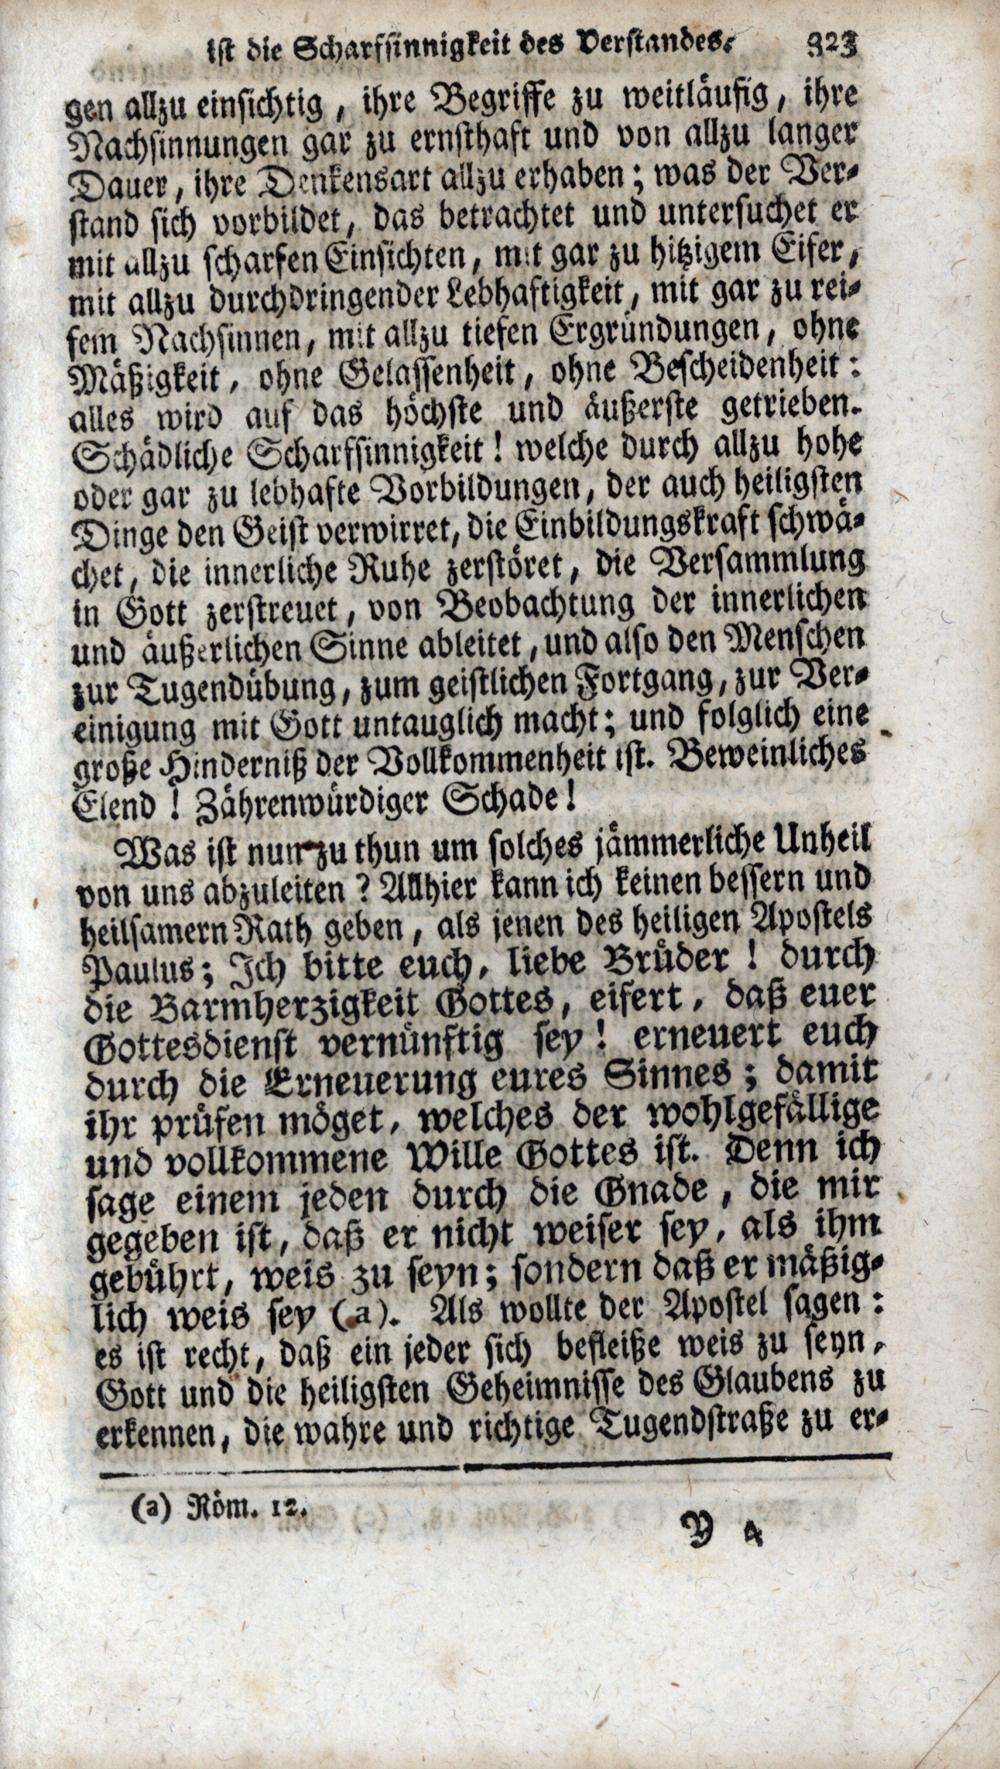 ist die Scharfsinnigkeit des Verstandes. 323
gen allzu einsichtig, ihre Begriffe zu weitläufig, ihre
Nachsinnungen gar zu ernsthaft und von allzu langer
Dauer, ihre Denkensart allzu erhaben; was der Ver-
stand sich vorbildet, das betrachtet und untersuchet er
mit allzu scharfen Einsichten, mit gar zu hitzigem Eifer,
mit allzu durchdringender Lebhaftigkeit, mit gar zu rei-
fem Nachsinnen, mit allzu tiefen Ergründungen, ohne
Mäßigkeit, ohne Gelassenheit, ohne Bescheidenheit:
alles wird auf das höchste und äußerste getrieben.
Schädliche Scharfsinnigkeit! welche durch allzu hohe
oder gar zu lebhafte Vorbildungen, der auch heiligsten
Dinge den Geist verwirret, die Einbildungskraft schwä-
chet, die innerliche Ruhe zerstöret, die Versammlung
in Gott zerstreuet, von Beobachtung der innerlichen
und äußerlichen Sinne ableitet, und also den Menschen
zur Tugendübung, zum geistlichen Fortgang, zur Ver-
einigung mit Gott untauglich macht; und folglich eine
große Hinderniß der Vollkommenheit ist. Beweinliches
Elend! Zährenwürdiger Schade!
Was ist nun zu thun um solches jämmerliche Unheil
von uns abzuleiten? Allhier kann ich keinen bessern und
heilsamern Rath geben, als jenen des heiligen Apostels
Paulus; Ich bitte euch, liebe Brüder! durch
die Barmherzigkeit Gottes, eifert, daß euer
Gottesdienst vernünftig sey! erneuert euch
durch die Erneuerung eures Sinnes; damit
ihr prüfen möget, welches der wohlgefällige
und vollkommene Wille Gottes ist. Denn ich
sage einem jeden durch die Gnade, die mir
gegeben ist, daß er nicht weiser sey, als ihm
gebührt, weis zu seyn; sondern daß er mäßig-
lich weis sey (a). Als wollte der Apostel sagen:
es ist recht, daß ein jeder sich befleiße weis zu seyn,
Gott und die heiligsten Geheimnisse des Glaubens zu
erkennen, die wahre und richtige Tugendstraße zu er-
(a) Röm. 12.
Y 4